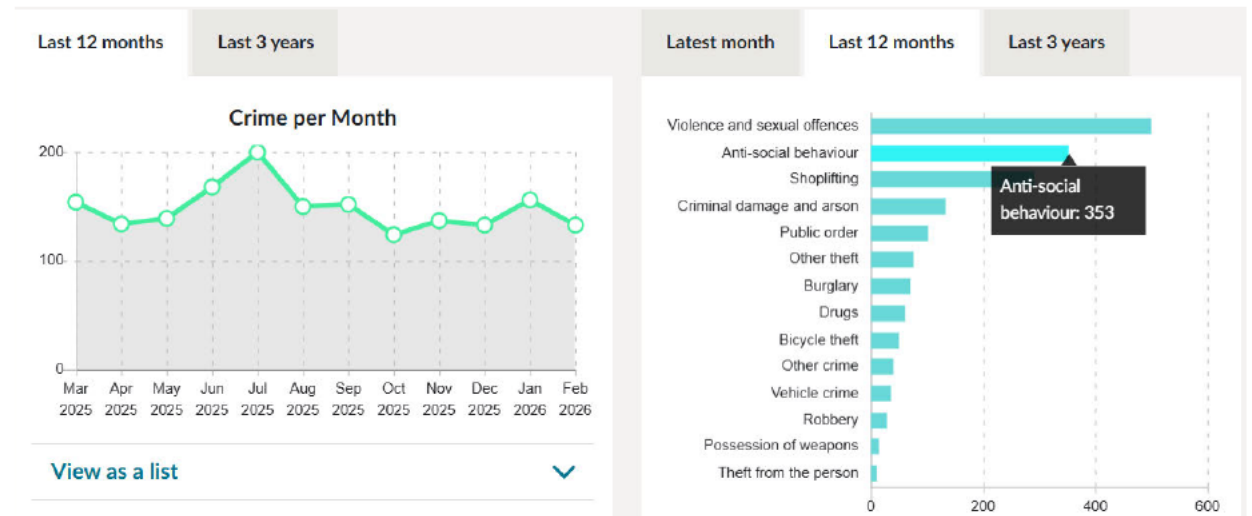 Last 12 months
Last 3 years
Crime per Month
200
100
0
Mar Apr May Jun Jul Aug Sep Oct Nov Dec Jan Feb
2025 2025 2025 2025 2025 2025 2025 2025 2025 2025 2026 2026
View as a list
Latest month
Last 12 months
Last 3 years
Violence and sexual offences
Anti-social behaviour
Shoplifting
Criminal damage and arson
Public order
Other theft
Burglary
Drugs
Bicycle theft
Other crime
Vehicle crime
Robbery
Possession of weapons
Theft from the person
Anti-social
behaviour: 353
0 200 400 600